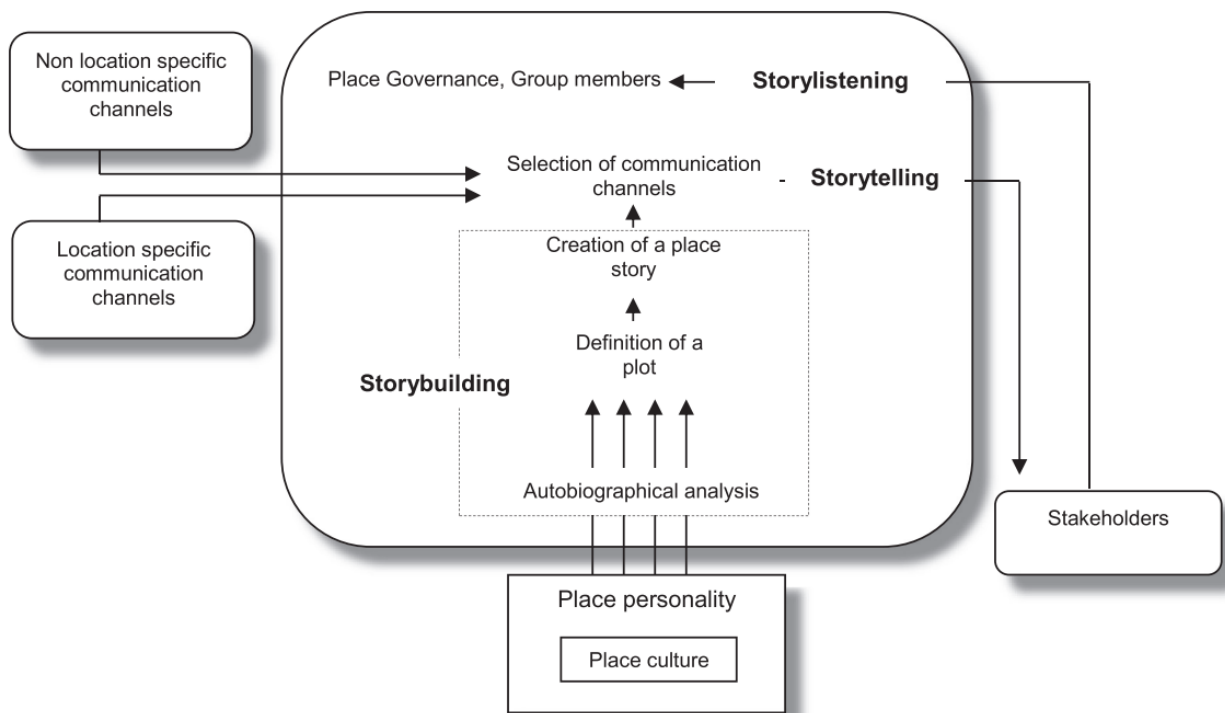 Non location specific
communication
channels
Place Governance, Group members
Storylistening
Selection of communication
channels
Storytelling
Location specific
communication
channels
Creation of a place
story
Definition of a
plot
Storybuilding
Autobiographical analysis
Stakeholders
Place personality
Place culture